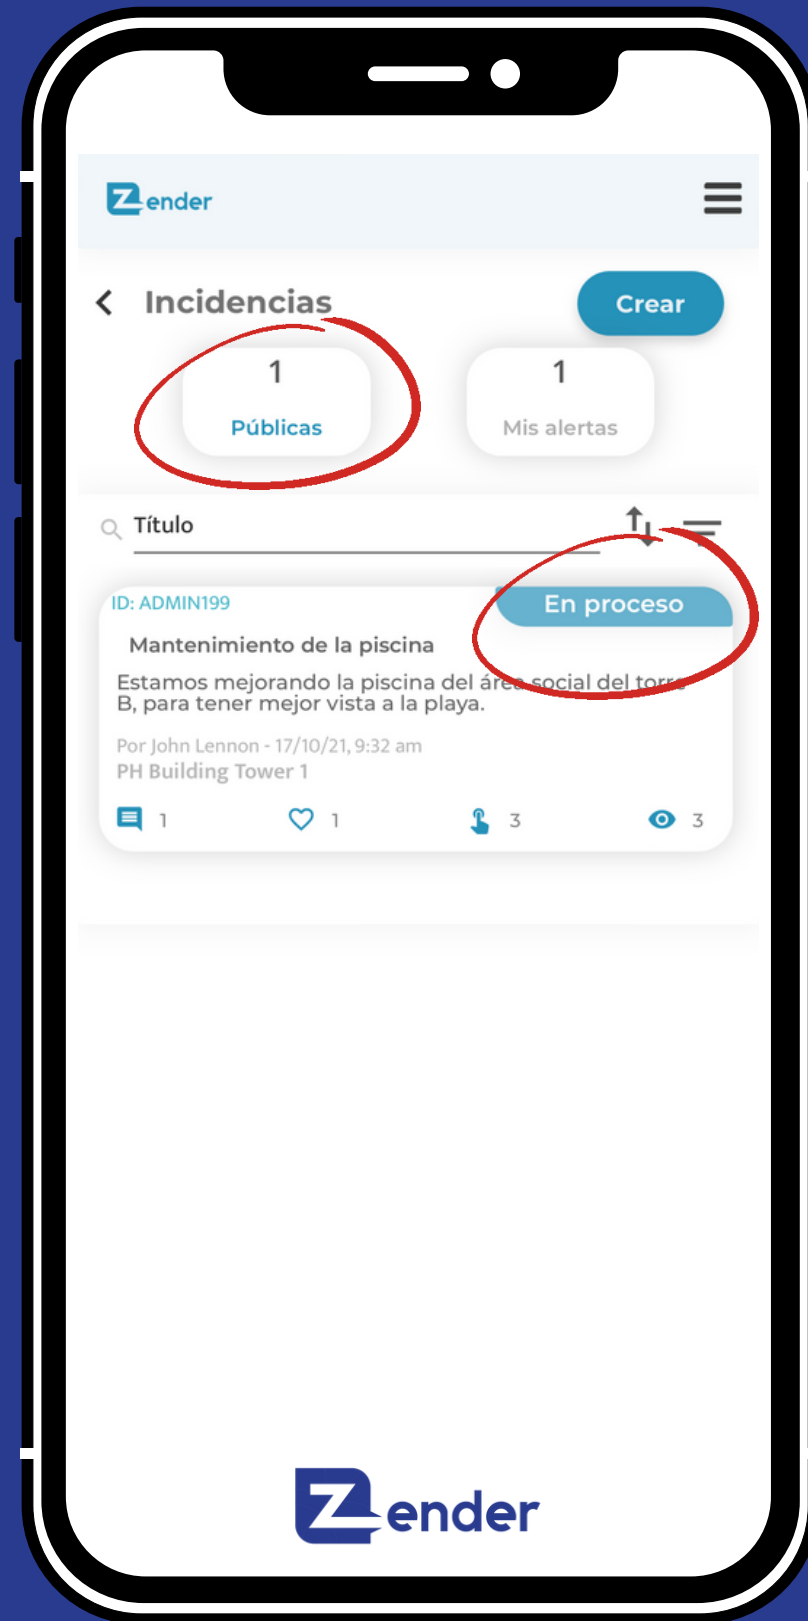 Zender
Incidencias
Crear
1
Públicas
1
Mis alertas
Título
ID: ADMIN199
En proceso
Mantenimiento de la piscina
Estamos mejorando la piscina del área social del torre
B, para tener mejor vista a la playa.
Por John Lennon - 17/10/21, 9:32 am
PH Building Tower 1
1
1
3
3
Zender